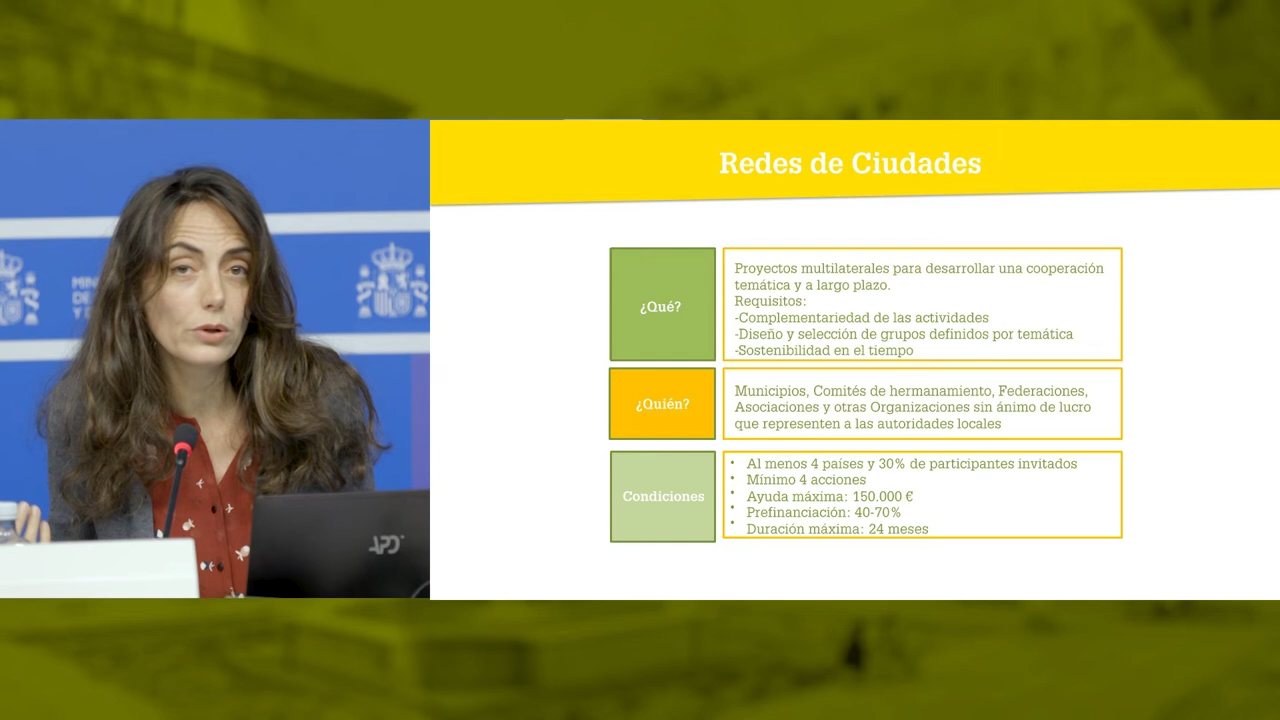 Redes de Ciudades
¿Qué?
Proyectos multilaterales para desarrollar una cooperación
temática y a largo plazo.
Requisitos:
-Complementariedad de las actividades
-Diseño y selección de grupos definidos por temática
-Sostenibilidad en el tiempo
¿Quién?
Municipios, Comités de hermanamiento, Federaciones,
Asociaciones y otras Organizaciones sin ánimo de lucro
que representen a las autoridades locales
Condiciones
• Al menos 4 países y 30% de participantes invitados
• Mínimo 4 acciones
• Ayuda máxima: 150.000 €
• Prefinanciación: 40-70%
• Duración máxima: 24 meses
MIN
DE
Y D